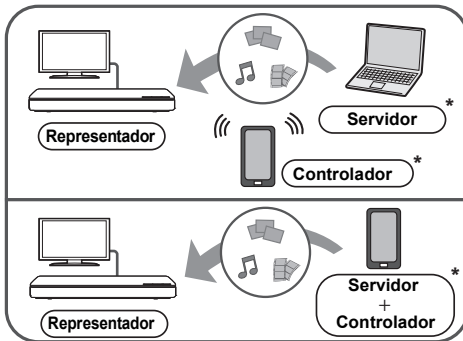 Representador
Servidor *
Controlador *
Representador
Servidor *
+
Controlador